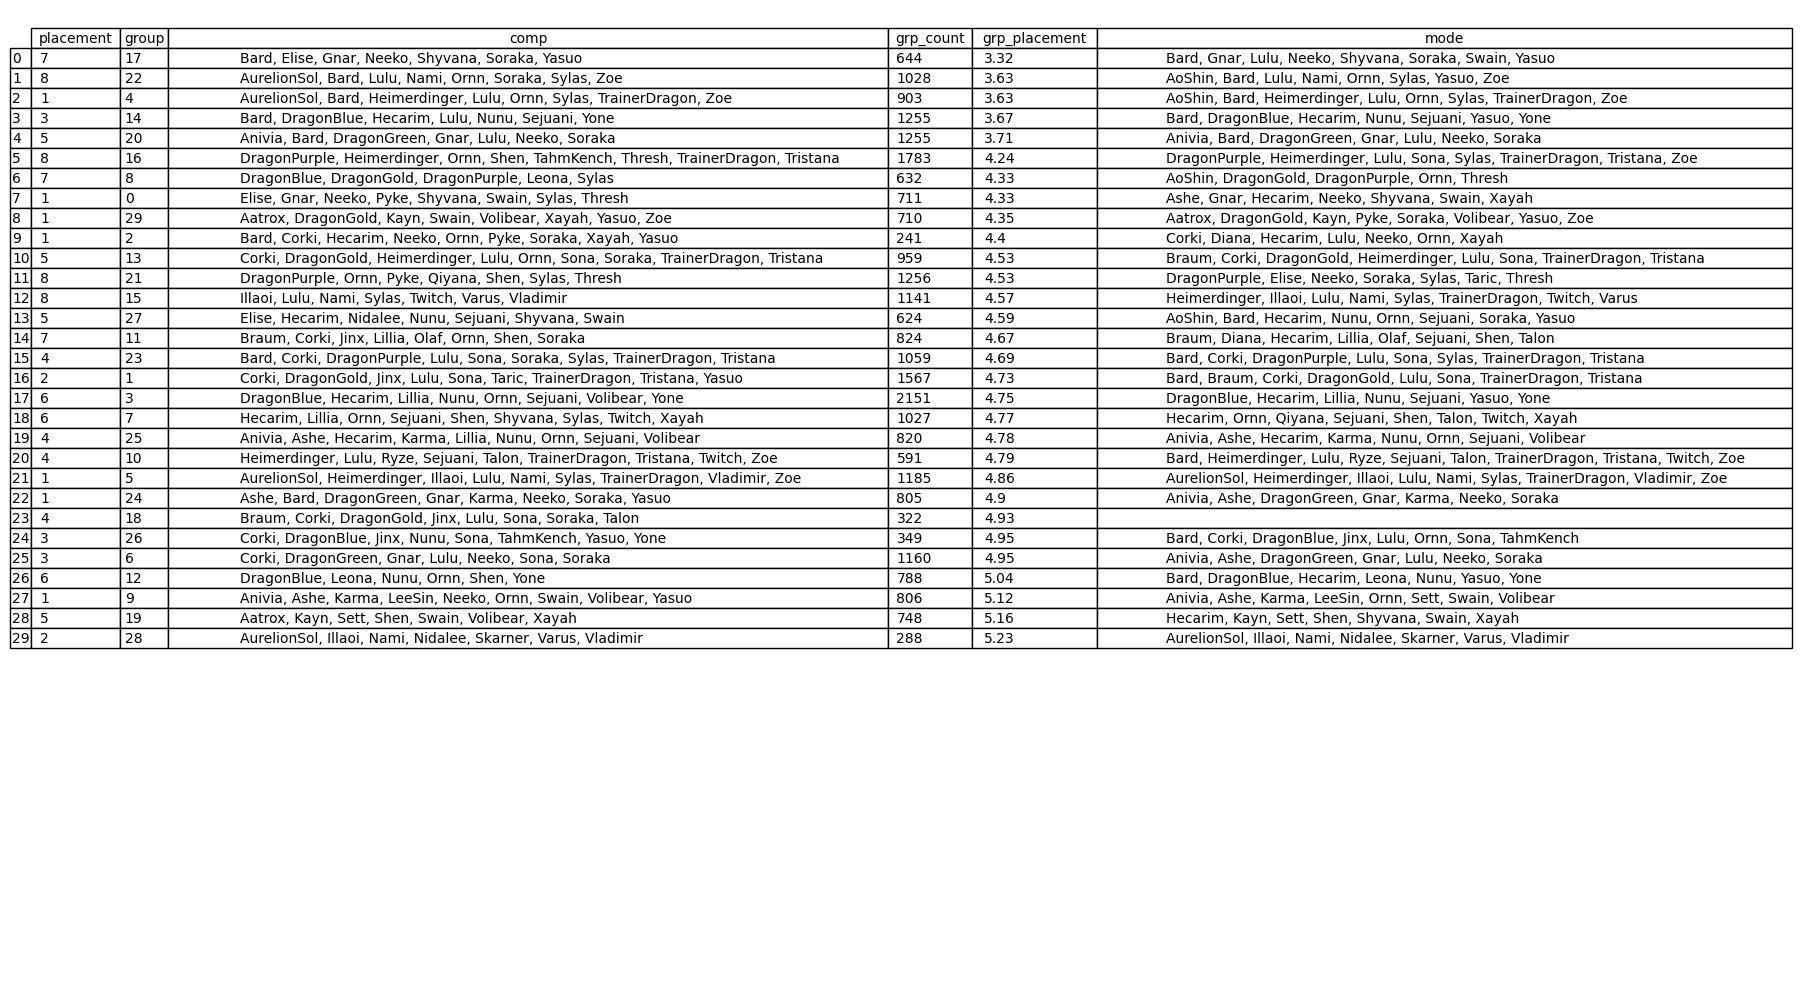 placement group comp grp_count grp_placement mode
0 7 17 Bard, Elise, Gnar, Neeko, Shyvana, Soraka, Yasuo 644 3.32 Bard, Gnar, Lulu, Neeko, Shyvana, Soraka, Swain, Yasuo
1 8 22 AurelionSol, Bard, Lulu, Nami, Ornn, Soraka, Sylas, Zoe 1028 3.63 AoShin, Bard, Lulu, Nami, Ornn, Sylas, Yasuo, Zoe
2 1 4 AurelionSol, Bard, Heimerdinger, Lulu, Ornn, Sylas, TrainerDragon, Zoe 903 3.63 AoShin, Bard, Heimerdinger, Lulu, Ornn, Sylas, TrainerDragon, Zoe
3 3 14 Bard, DragonBlue, Hecarim, Lulu, Nunu, Sejuani, Yone 1255 3.67 Bard, DragonBlue, Hecarim, Nunu, Sejuani, Yasuo, Yone
4 5 20 Anivia, Bard, DragonGreen, Gnar, Lulu, Neeko, Soraka 1255 3.71 Anivia, Bard, DragonGreen, Gnar, Lulu, Neeko, Soraka
5 8 16 DragonPurple, Heimerdinger, Ornn, Shen, TahmKench, Thresh, TrainerDragon, Tristana 1783 4.24 DragonPurple, Heimerdinger, Lulu, Sona, Sylas, TrainerDragon, Tristana, Zoe
6 7 8 DragonBlue, DragonGold, DragonPurple, Leona, Sylas 632 4.33 AoShin, DragonGold, DragonPurple, Ornn, Thresh
7 1 0 Elise, Gnar, Neeko, Pyke, Shyvana, Swain, Sylas, Thresh 711 4.33 Ashe, Gnar, Hecarim, Neeko, Shyvana, Swain, Xayah
8 1 29 Aatrox, DragonGold, Kayn, Swain, Volibear, Xayah, Yasuo, Zoe 710 4.35 Aatrox, DragonGold, Kayn, Pyke, Soraka, Volibear, Yasuo, Zoe
9 1 2 Bard, Corki, Hecarim, Neeko, Ornn, Pyke, Soraka, Xayah, Yasuo 241 4.4 Corki, Diana, Hecarim, Lulu, Neeko, Ornn, Xayah
10 5 13 Corki, DragonGold, Heimerdinger, Lulu, Ornn, Sona, Soraka, TrainerDragon, Tristana 959 4.53 Braum, Corki, DragonGold, Heimerdinger, Lulu, Sona, TrainerDragon, Tristana
11 8 21 DragonPurple, Ornn, Pyke, Qiyana, Shen, Sylas, Thresh 1256 4.53 DragonPurple, Elise, Neeko, Soraka, Sylas, Taric, Thresh
12 8 15 Illaoi, Lulu, Nami, Sylas, Twitch, Varus, Vladimir 1141 4.57 Heimerdinger, Illaoi, Lulu, Nami, Sylas, TrainerDragon, Twitch, Varus
13 5 27 Elise, Hecarim, Nidalee, Nunu, Sejuani, Shyvana, Swain 624 4.59 AoShin, Bard, Hecarim, Nunu, Ornn, Sejuani, Soraka, Yasuo
14 7 11 Braum, Corki, Jinx, Lillia, Olaf, Ornn, Shen, Soraka 824 4.67 Braum, Diana, Hecarim, Lillia, Olaf, Sejuani, Shen, Talon
15 4 23 Bard, Corki, DragonPurple, Lulu, Sona, Soraka, Sylas, TrainerDragon, Tristana 1059 4.69 Bard, Corki, DragonPurple, Lulu, Sona, Sylas, TrainerDragon, Tristana
16 2 1 Corki, DragonGold, Jinx, Lulu, Sona, Taric, TrainerDragon, Tristana, Yasuo 1567 4.73 Bard, Braum, Corki, DragonGold, Lulu, Sona, TrainerDragon, Tristana
17 6 3 DragonBlue, Hecarim, Lillia, Nunu, Ornn, Sejuani, Volibear, Yone 2151 4.75 DragonBlue, Hecarim, Lillia, Nunu, Sejuani, Yasuo, Yone
18 6 7 Hecarim, Lillia, Ornn, Sejuani, Shen, Shyvana, Sylas, Twitch, Xayah 1027 4.77 Hecarim, Ornn, Qiyana, Sejuani, Shen, Talon, Twitch, Xayah
19 4 25 Anivia, Ashe, Hecarim, Karma, Lillia, Nunu, Ornn, Sejuani, Volibear 820 4.78 Anivia, Ashe, Hecarim, Karma, Nunu, Ornn, Sejuani, Volibear
20 4 10 Heimerdinger, Lulu, Ryze, Sejuani, Talon, TrainerDragon, Tristana, Twitch, Zoe 591 4.79 Bard, Heimerdinger, Lulu, Ryze, Sejuani, Talon, TrainerDragon, Tristana, Twitch, Zoe
21 1 5 AurelionSol, Heimerdinger, Illaoi, Lulu, Nami, Sylas, TrainerDragon, Vladimir, Zoe 1185 4.86 AurelionSol, Heimerdinger, Illaoi, Lulu, Nami, Sylas, TrainerDragon, Vladimir, Zoe
22 1 24 Ashe, Bard, DragonGreen, Gnar, Karma, Neeko, Soraka, Yasuo 805 4.9 Anivia, Ashe, DragonGreen, Gnar, Karma, Neeko, Soraka
23 4 18 Braum, Corki, DragonGold, Jinx, Lulu, Sona, Soraka, Talon 322 4.93
24 3 26 Corki, DragonBlue, Jinx, Nunu, Sona, TahmKench, Yasuo, Yone 349 4.95 Bard, Corki, DragonBlue, Jinx, Lulu, Ornn, Sona, TahmKench
25 3 6 Corki, DragonGreen, Gnar, Lulu, Neeko, Sona, Soraka 1160 4.95 Anivia, Ashe, DragonGreen, Gnar, Lulu, Neeko, Soraka
26 6 12 DragonBlue, Leona, Nunu, Ornn, Shen, Yone 788 5.04 Bard, DragonBlue, Hecarim, Leona, Nunu, Yasuo, Yone
27 1 9 Anivia, Ashe, Karma, LeeSin, Neeko, Ornn, Swain, Volibear, Yasuo 806 5.12 Anivia, Ashe, Karma, LeeSin, Ornn, Sett, Swain, Volibear
28 5 19 Aatrox, Kayn, Sett, Shen, Swain, Volibear, Xayah 748 5.16 Hecarim, Kayn, Sett, Shen, Shyvana, Swain, Xayah
29 2 28 AurelionSol, Illaoi, Nami, Nidalee, Skarner, Varus, Vladimir 288 5.23 AurelionSol, Illaoi, Nami, Nidalee, Skarner, Varus, Vladimir